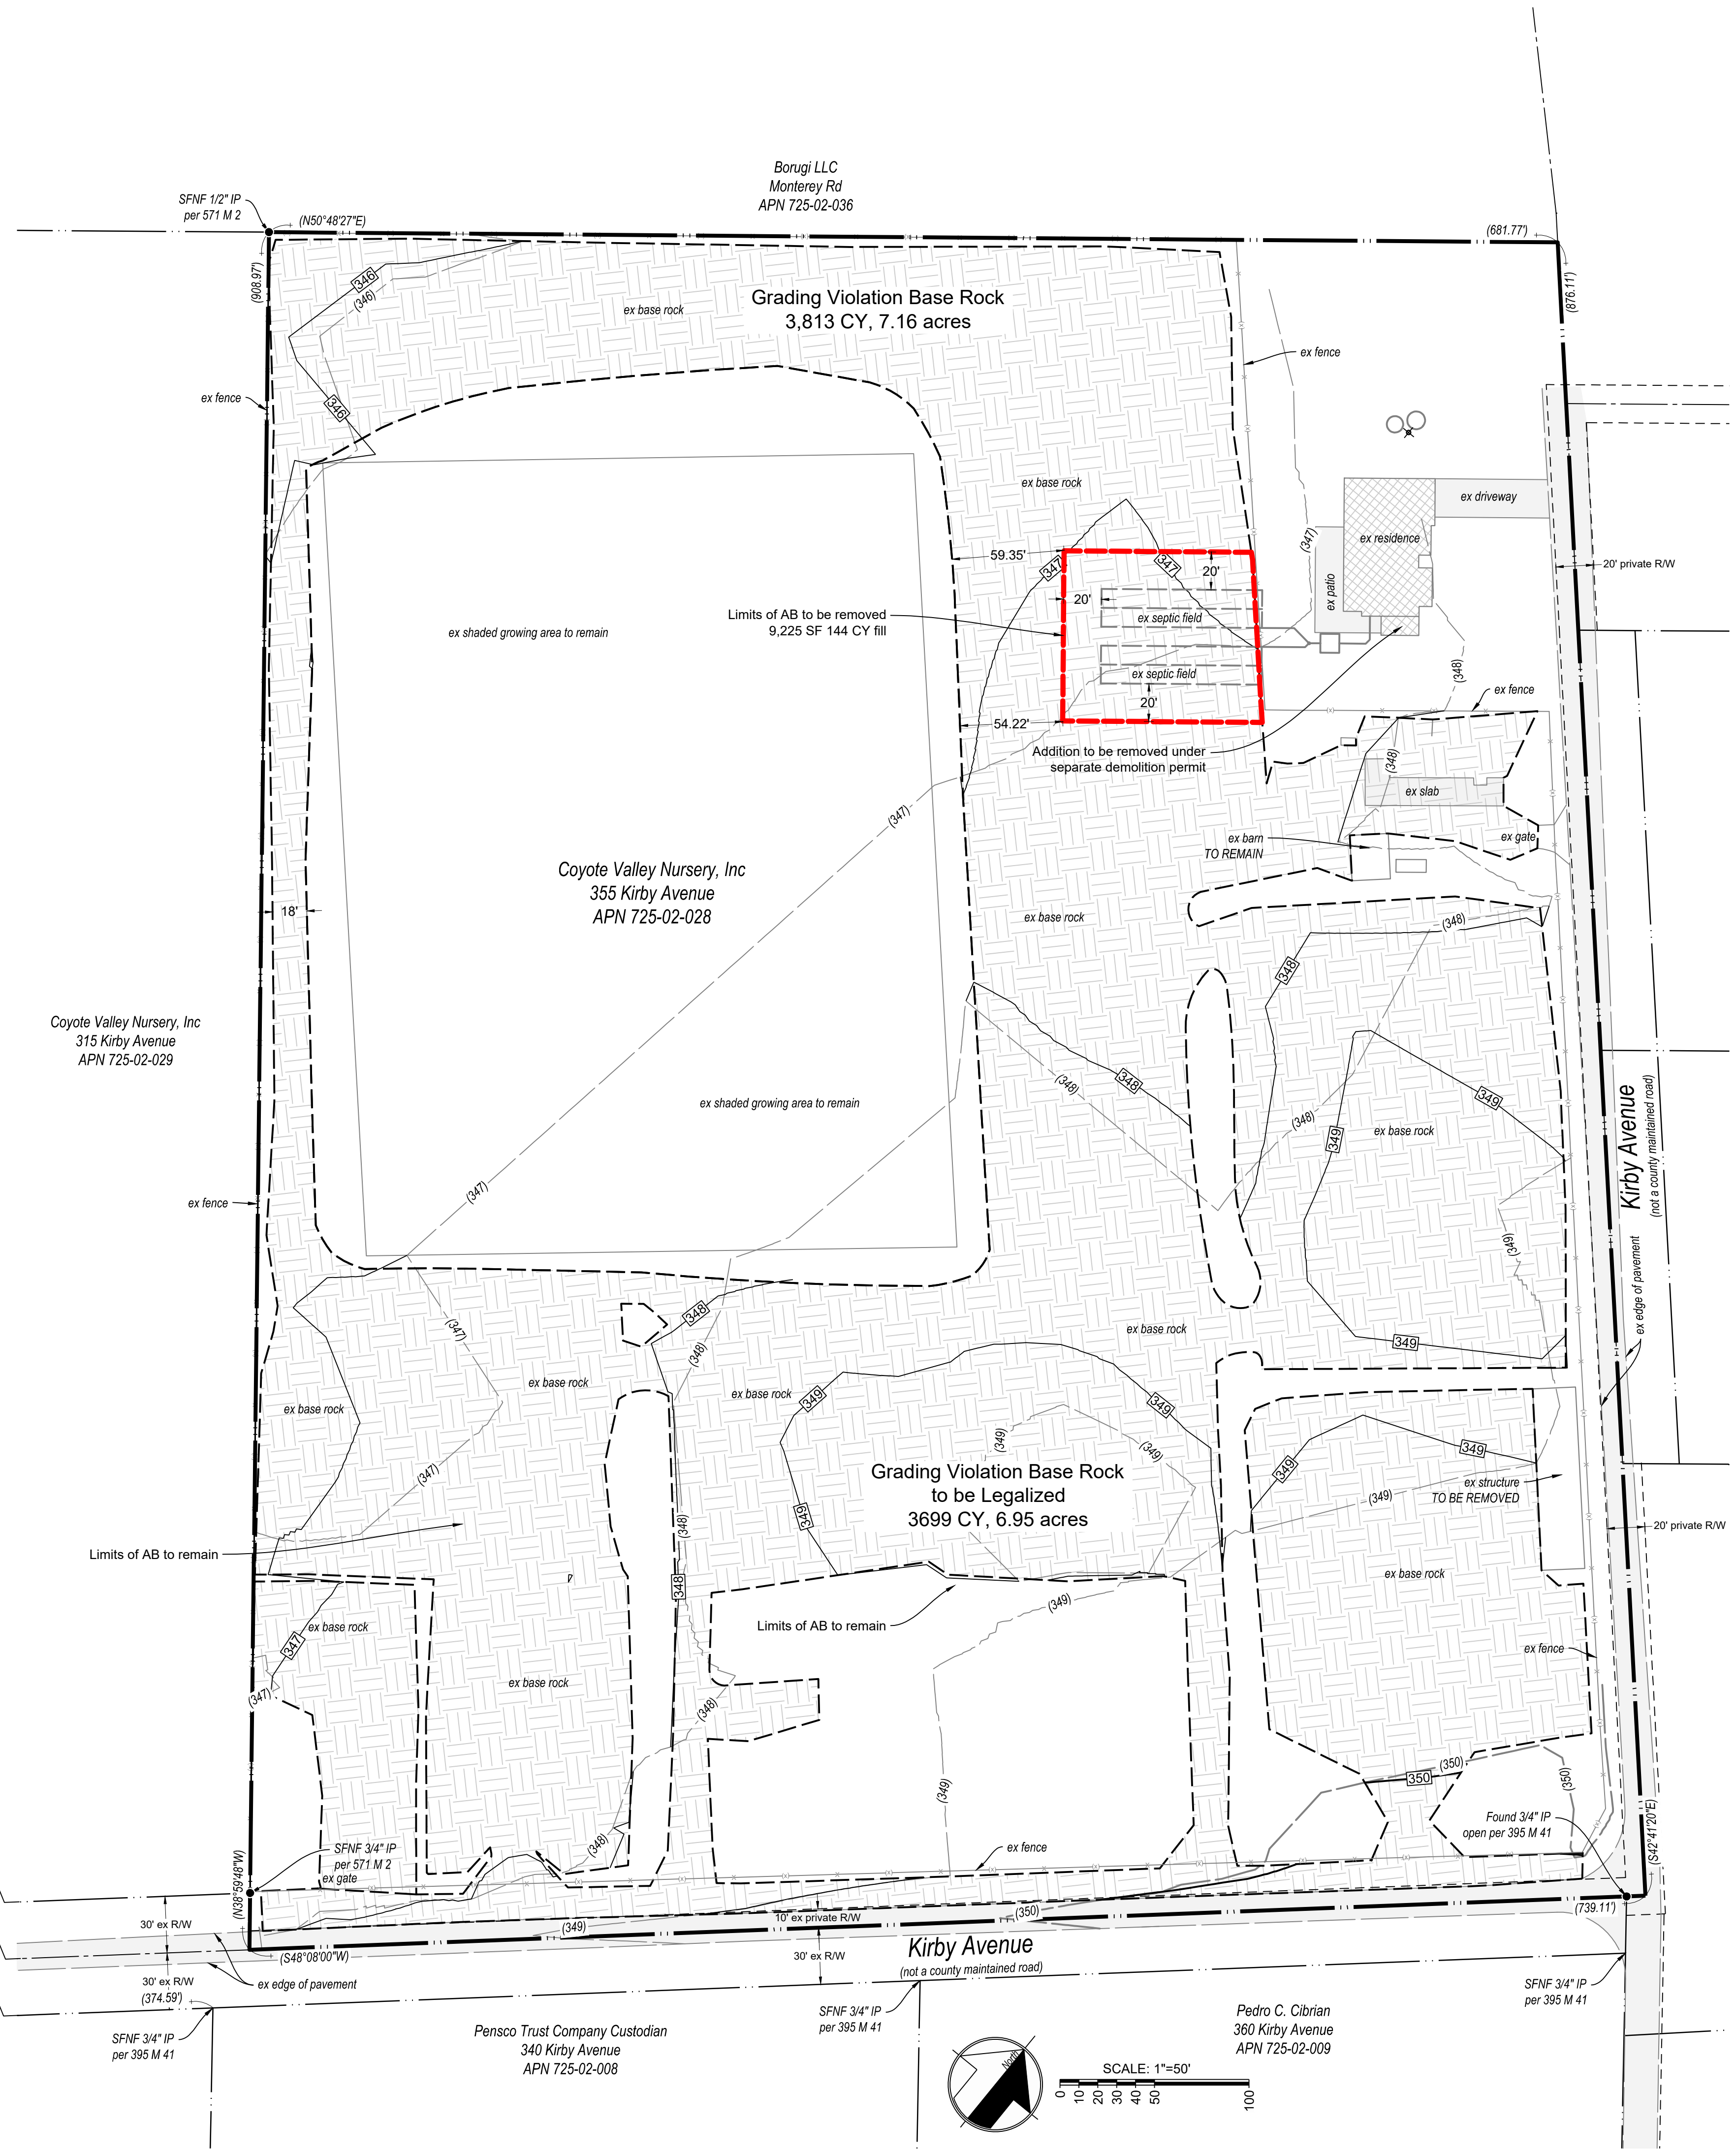 Borugi LLC
Monterey Rd
APN 725-02-036
SFNF 1/2" IP
per 571 M 2
(N50°48'27"E)
(681.77')
(908.97')
(876.11')
346
(346)
Grading Violation Base Rock
3,813 CY, 7.16 acres
ex base rock
ex fence
ex fence
346
ex base rock
ex driveway
ex residence
(347)
ex patio
59.35'
347
347
20'
20'
20' private R/W
Limits of AB to be removed
9,225 SF 144 CY fill
ex septic field
ex shaded growing area to remain
ex septic field
20'
(348)
ex fence
54.22'
Addition to be removed under
separate demolition permit
(348)
ex slab
(347)
ex barn
TO REMAIN
ex gate
Coyote Valley Nursery, Inc
355 Kirby Avenue
APN 725-02-028
18'
ex base rock
(348)
348
Coyote Valley Nursery, Inc
315 Kirby Avenue
APN 725-02-029
(348)
348
349
ex shaded growing area to remain
(348)
349
ex base rock
Kirby Avenue
(not a county maintained road)
(347)
ex fence
(349)
ex edge of pavement
348
(347)
(348)
ex base rock
349
ex base rock
ex base rock
ex base rock
349
349
(349)
(349)
349
349
(347)
Grading Violation Base Rock
to be Legalized
3699 CY, 6.95 acres
ex structure
TO BE REMOVED
(349)
349
(348)
20' private R/W
Limits of AB to remain
348
ex base rock
(349)
Limits of AB to remain
ex base rock
347
ex fence
ex base rock
(347)
(348)
(350)
350
(350)
(349)
Found 3/4" IP
open per 395 M 41
(S42°41'20"E)
(348)
ex fence
SFNF 3/4" IP
per 571 M 2
ex gate
(N38°59'48"W)
30' ex R/W
10' ex private R/W
(349)
(350)
(739.11')
(S48°08'00"W)
30' ex R/W
Kirby Avenue
(not a county maintained road)
30' ex R/W
(374.59')
ex edge of pavement
SFNF 3/4" IP
per 395 M 41
SFNF 3/4" IP
per 395 M 41
SFNF 3/4" IP
per 395 M 41
Pensco Trust Company Custodian
340 Kirby Avenue
APN 725-02-008
Pedro C. Cibrian
360 Kirby Avenue
APN 725-02-009
North
SCALE: 1"=50'
0 10 20 30 40 50 100